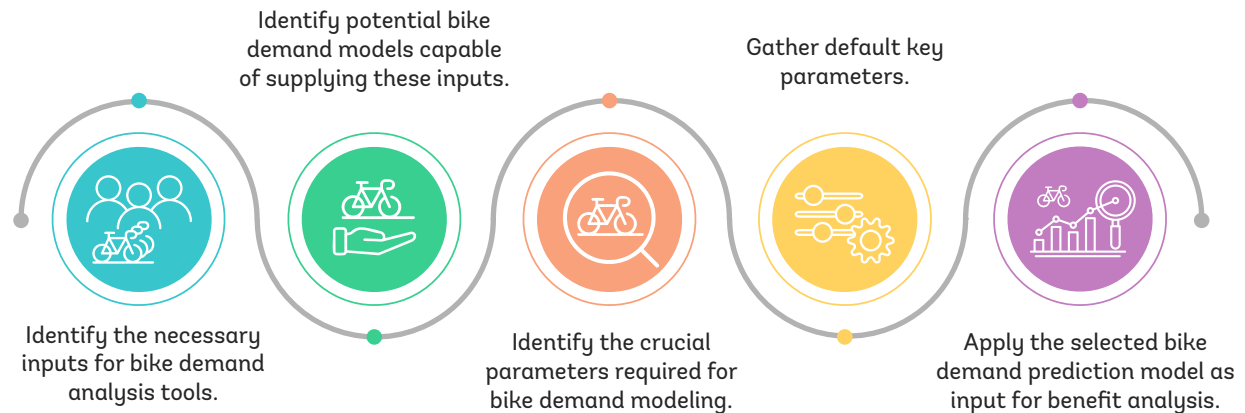 Identify the necessary
inputs for bike demand
analysis tools.
Identify potential bike
demand models capable
of supplying these inputs.
Identify the crucial
parameters required for
bike demand modeling.
Gather default key
parameters.
Apply the selected bike
demand prediction model as
input for benefit analysis.